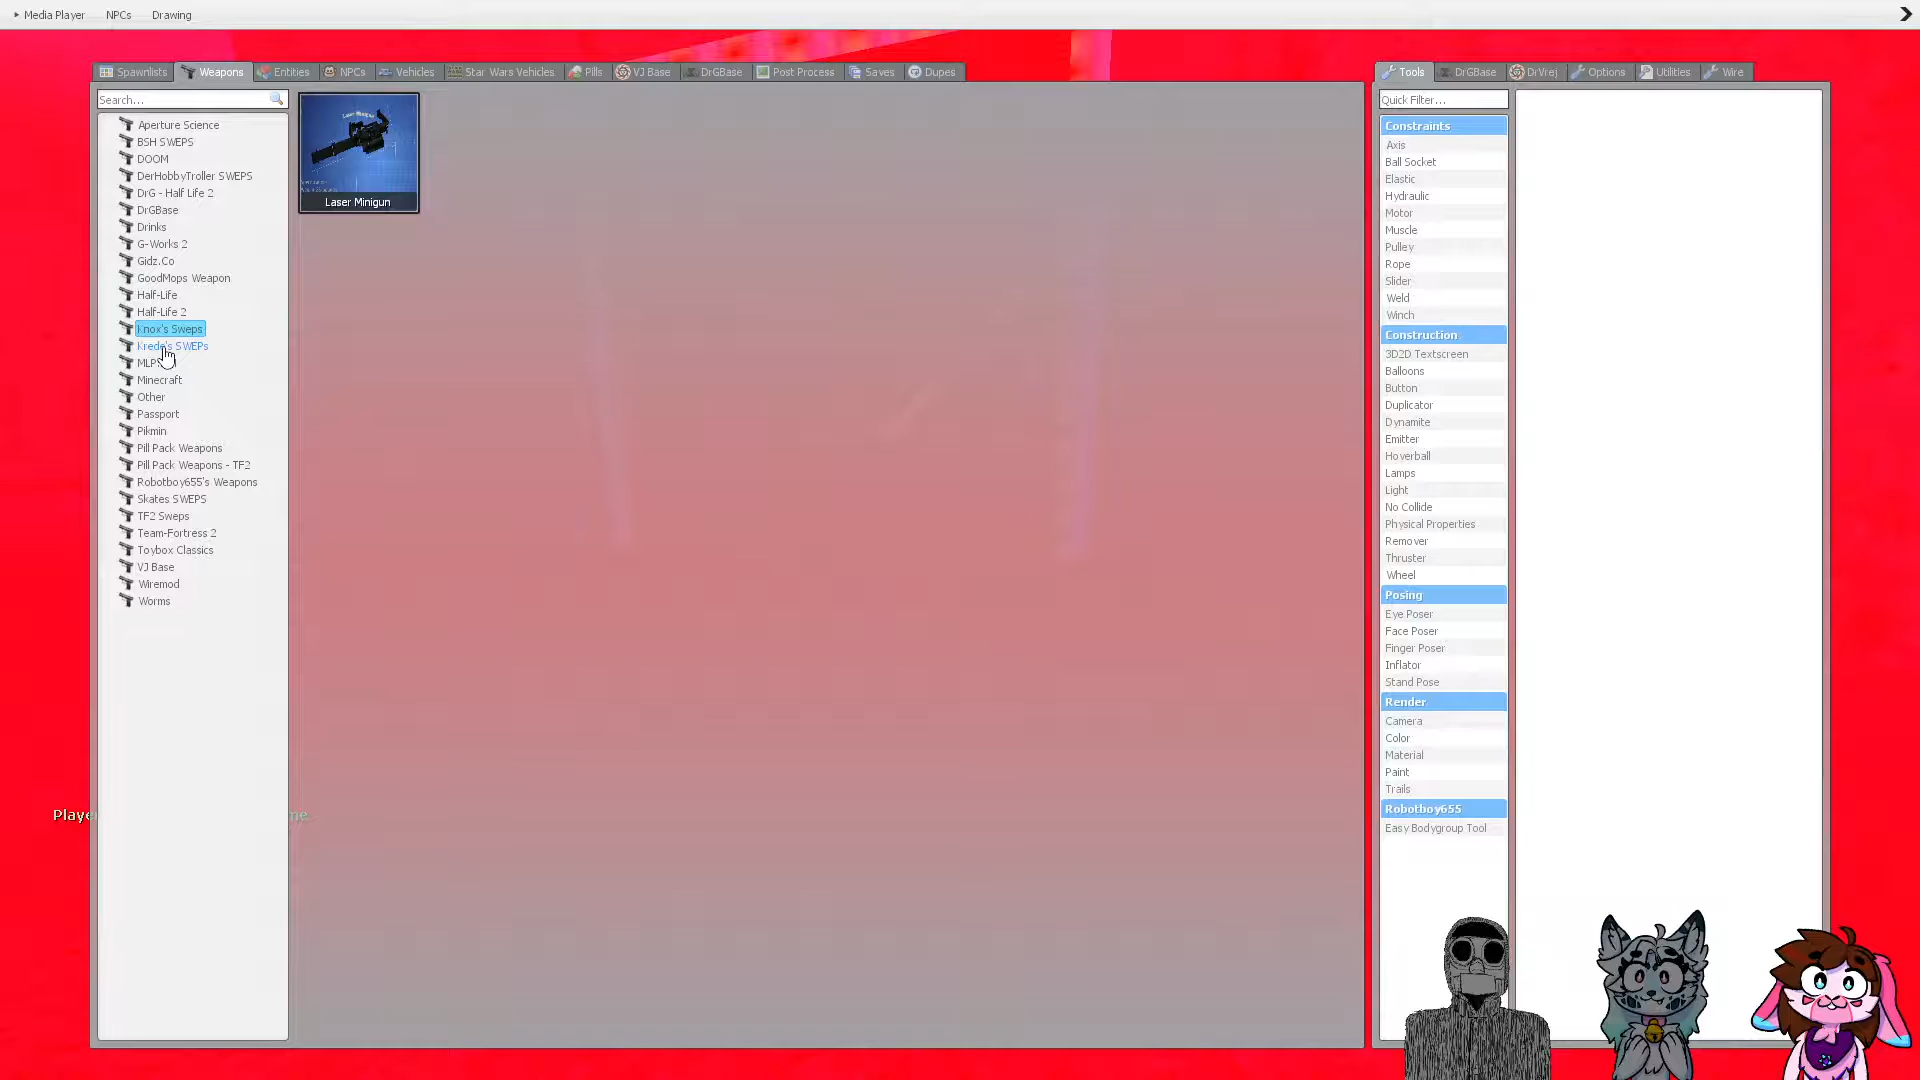 Media Player NPCs Drawing
Spawnlists Weapons Entities NPCs Vehicles Star Wars Vehicles Pills VJ Base DrGBase Post Process Saves Dupes
Search...
Aperture Science
BSH SWEPS
DOOM
DerHobbyTroller SWEPS
DrG - Half Life 2
DrGBase
Drinks
G-Works 2
Gidz.Co
GoodMops Weapon
Half-Life
Half-Life 2
Knox's Sweps
Krede's SWEPs
Minecraft
Other
Passport
Pikmin
Pill Pack Weapons
Pill Pack Weapons - TF2
Robotboy655's Weapons
Skates SWEPS
TF2 Sweps
Team-Fortress 2
Toybox Classics
VJ Base
Wiremod
Worms
Laser Minigun
Laser Minigun
Tools DrGBase DrVrej Options Utilities Wire
Quick Filter...
Constraints
Axis
Ball Socket
Elastic
Hydraulic
Motor
Muscle
Pulley
Rope
Slider
Weld
Winch
Construction
3D2D Textscreen
Balloons
Button
Duplicator
Dynamite
Emitter
Hoverball
Lamps
Light
No Collide
Physical Properties
Remover
Thruster
Wheel
Posing
Eye Poser
Face Poser
Finger Poser
Inflator
Stand Pose
Render
Camera
Color
Material
Paint
Trails
Robotboy655
Easy Bodygroup Tool